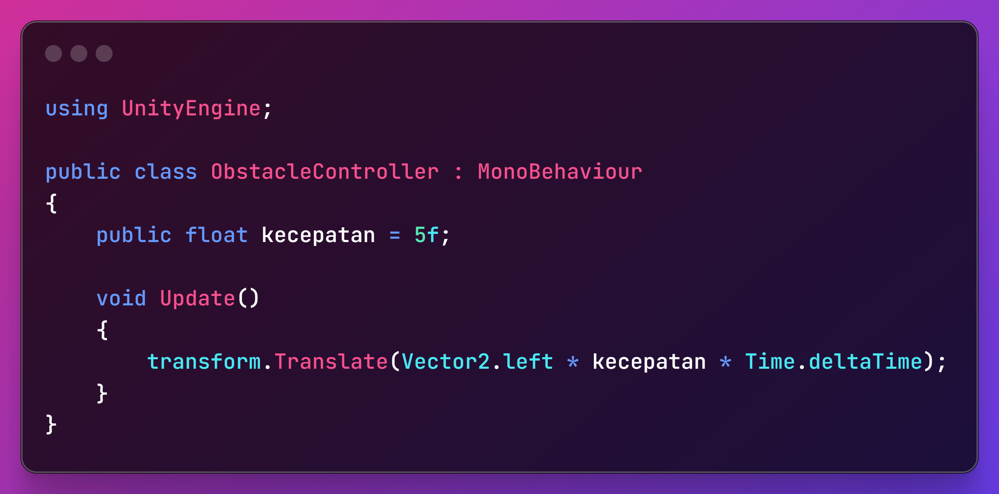 using UnityEngine;
public class ObstacleController : MonoBehaviour
{
    public float kecepatan = 5f;
    void Update()
    {
        transform.Translate(Vector2.left * kecepatan * Time.deltaTime);
    }
}